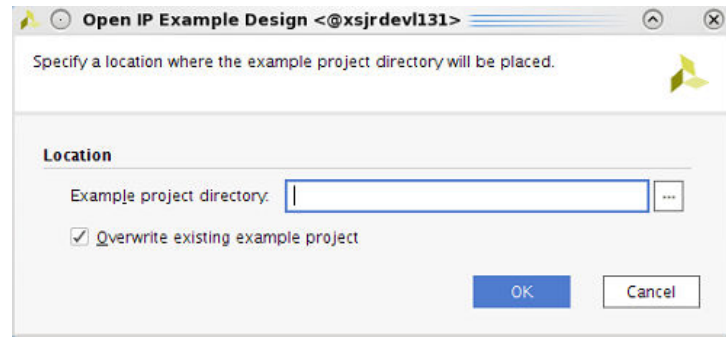 Open IP Example Design <@xsjrdevl131>
Specify a location where the example project directory will be placed.
Location
Example project directory:
...
Overwrite existing example project
OK Cancel